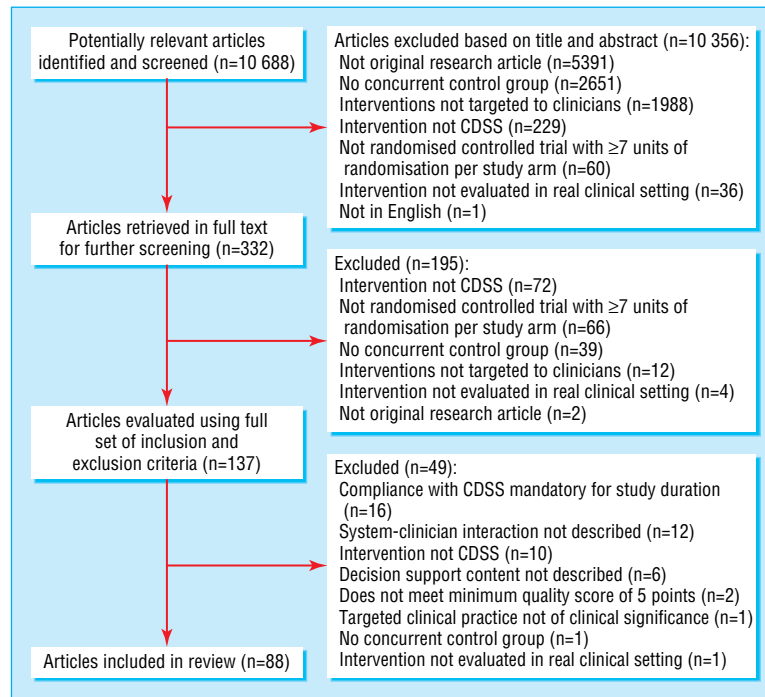 Potentially relevant articles
identified and screened (n=10 688)
Articles excluded based on title and abstract (n=10 356):
Not original research article (n=5391)
No concurrent control group (n=2651)
Interventions not targeted to clinicians (n=1988)
Intervention not CDSS (n=229)
Not randomised controlled trial with ≥7 units of
randomisation per study arm (n=60)
Intervention not evaluated in real clinical setting (n=36)
Not in English (n=1)
Articles retrieved in full text
for further screening (n=332)
Excluded (n=195):
Intervention not CDSS (n=72)
Not randomised controlled trial with ≥7 units of
randomisation per study arm (n=66)
No concurrent control group (n=39)
Interventions not targeted to clinicians (n=12)
Intervention not evaluated in real clinical setting (n=4)
Not original research article (n=2)
Articles evaluated using full
set of inclusion and
exclusion criteria (n=137)
Excluded (n=49):
Compliance with CDSS mandatory for study duration
(n=16)
System-clinician interaction not described (n=12)
Intervention not CDSS (n=10)
Decision support content not described (n=6)
Does not meet minimum quality score of 5 points (n=2)
Targeted clinical practice not of clinical significance (n=1)
No concurrent control group (n=1)
Intervention not evaluated in real clinical setting (n=1)
Articles included in review (n=88)